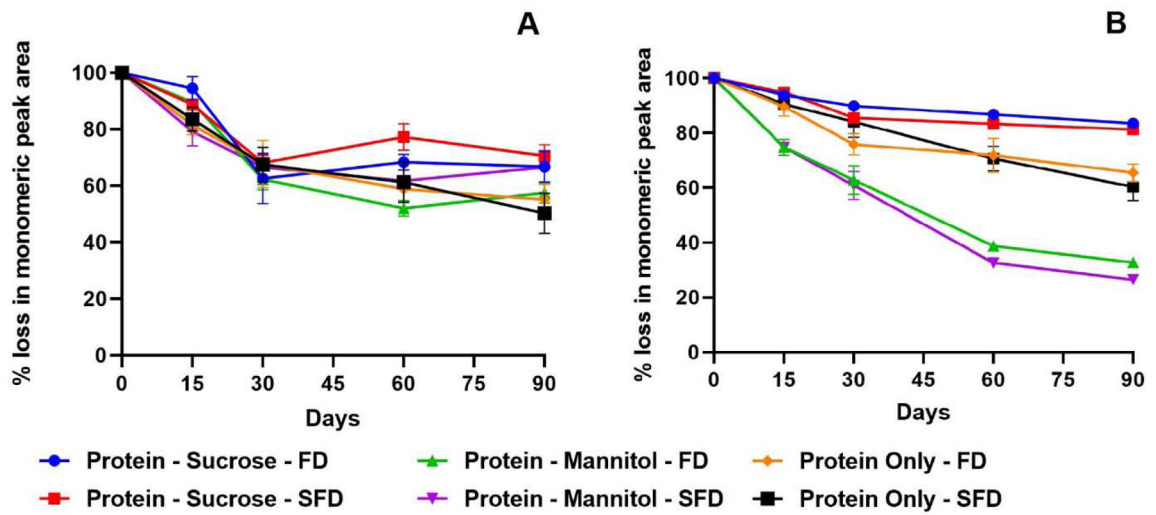 A
% loss in monomeric peak area
100
80
60
40
20
0
0 15 30 45 60 75 90
Days
B
% loss in monomeric peak area
100
80
60
40
20
0
0 15 30 45 60 75 90
Days
Protein - Sucrose - FD
Protein - Mannitol - FD
Protein Only - FD
Protein - Sucrose - SFD
Protein - Mannitol - SFD
Protein Only - SFD